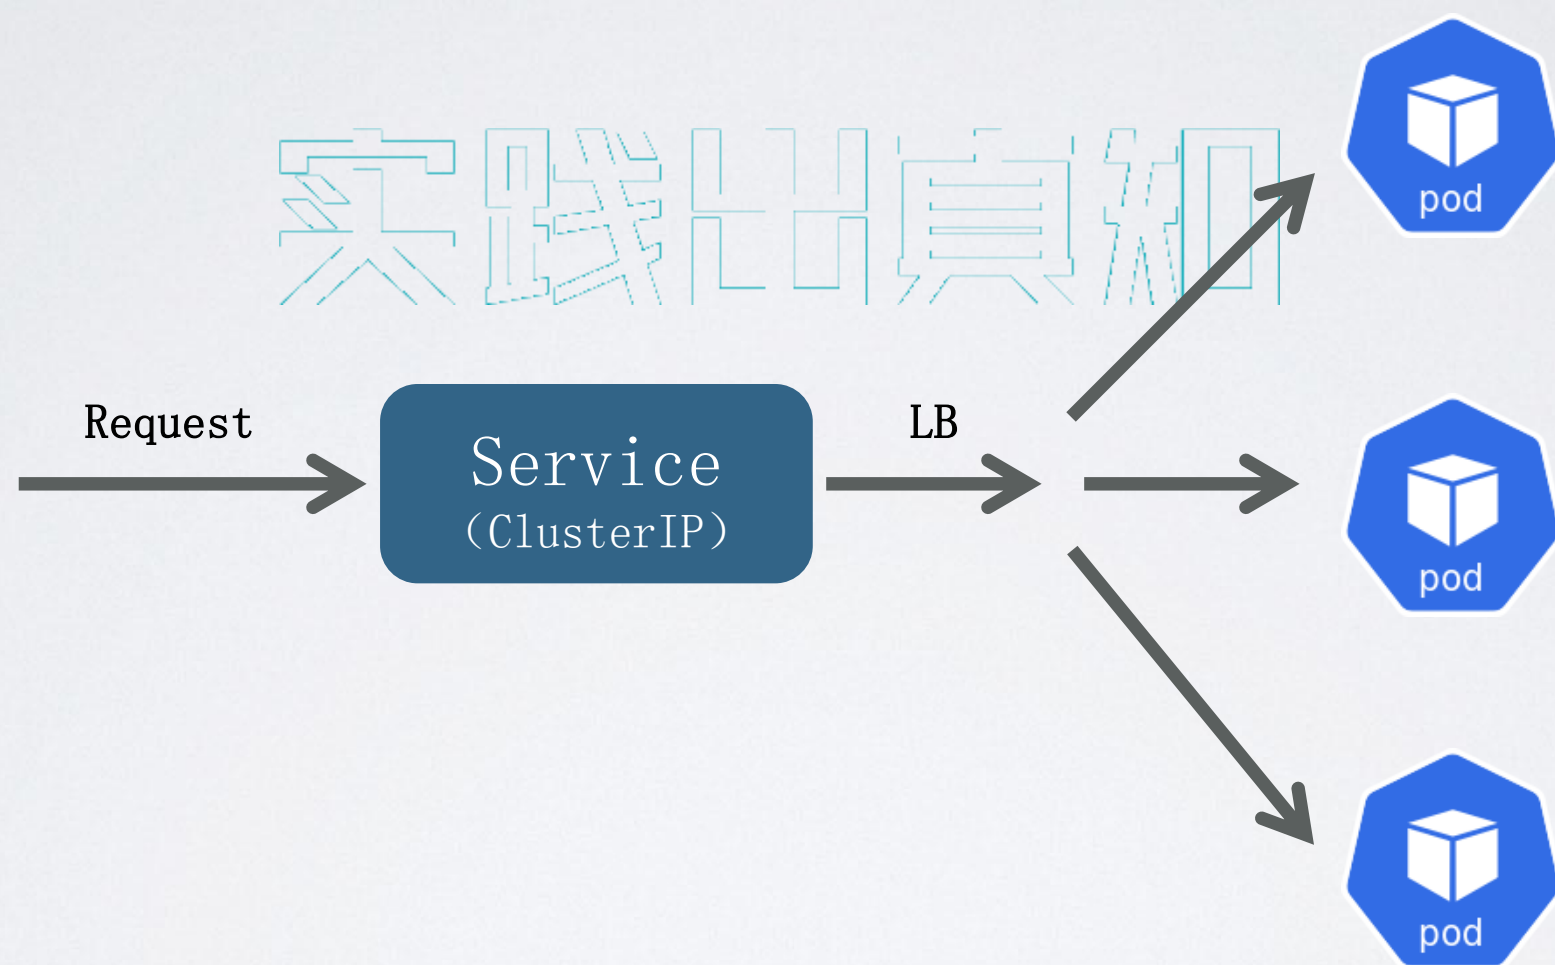 实践出真知
pod
Request
LB
Service
(ClusterIP)
pod
pod